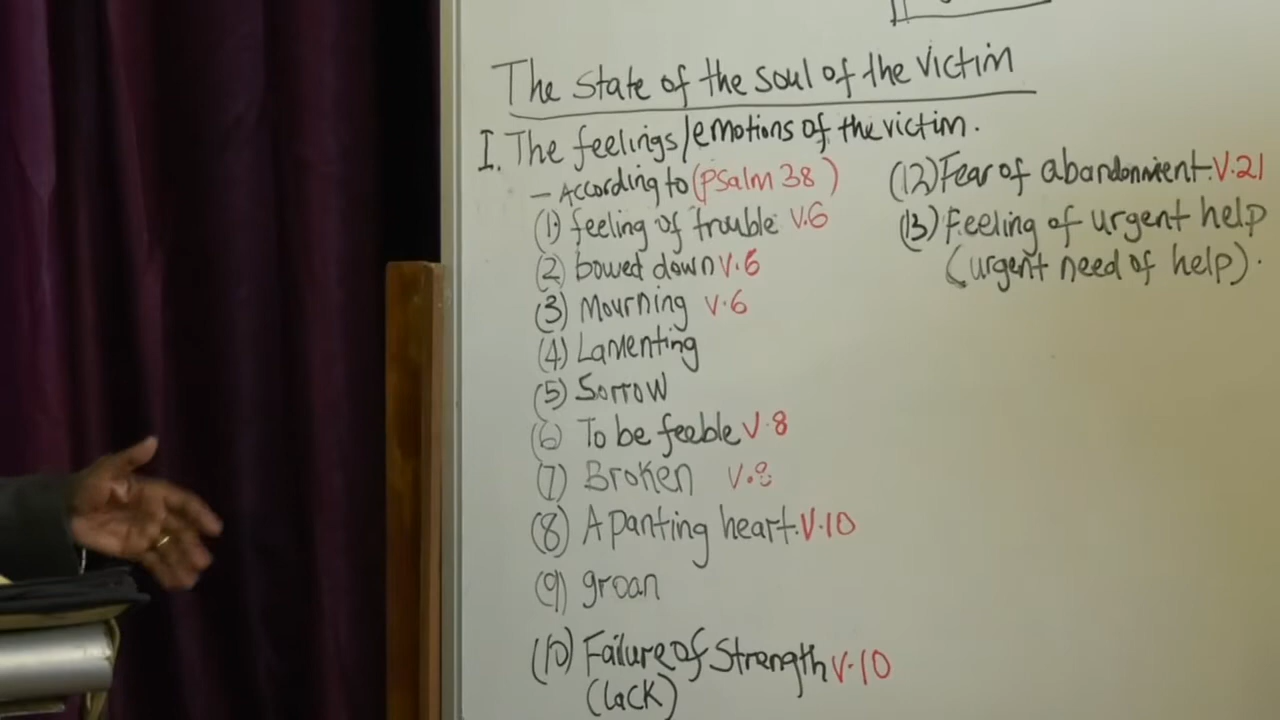 The state of the soul of the victim
I. The feelings/emotions of the victim.
- According to (Psalm 38)
(1) feeling of trouble V.6
(2) bowed down V.6
(3) Mourning V.6
(4) Lamenting
(5) Sorrow
(6) To be feeble V.8
(7) Broken V.8
(8) A panting heart. V.10
(9) groan
(10) Failure of Strength V.10
(lack)
(12) Fear of abandonment. V.21
(13) Feeling of urgent help
(urgent need of help).